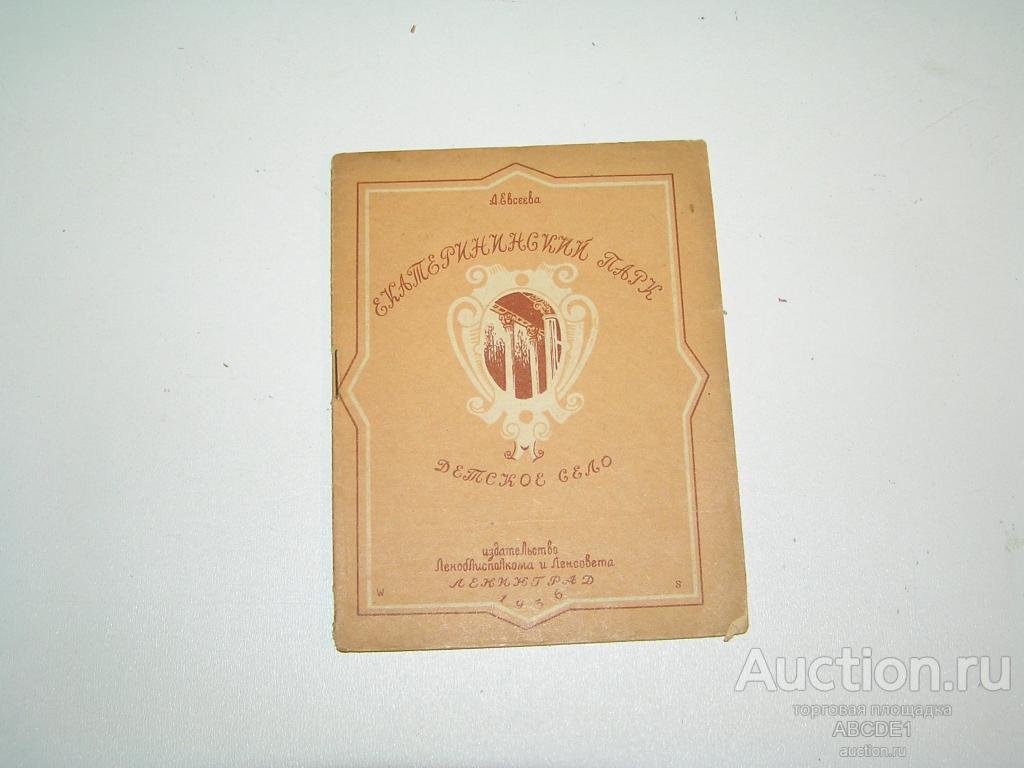 А. Евсеева
ЕКАТЕРИНИНСКИЙ ПАРК
ДЕТСКОЕ СЕЛО
издательство
Леноблисполкома и Ленсовета
ЛЕНИНГРАД
1936
W S
Auction.ru
торговая площадка
ABCDE1
auction.ru